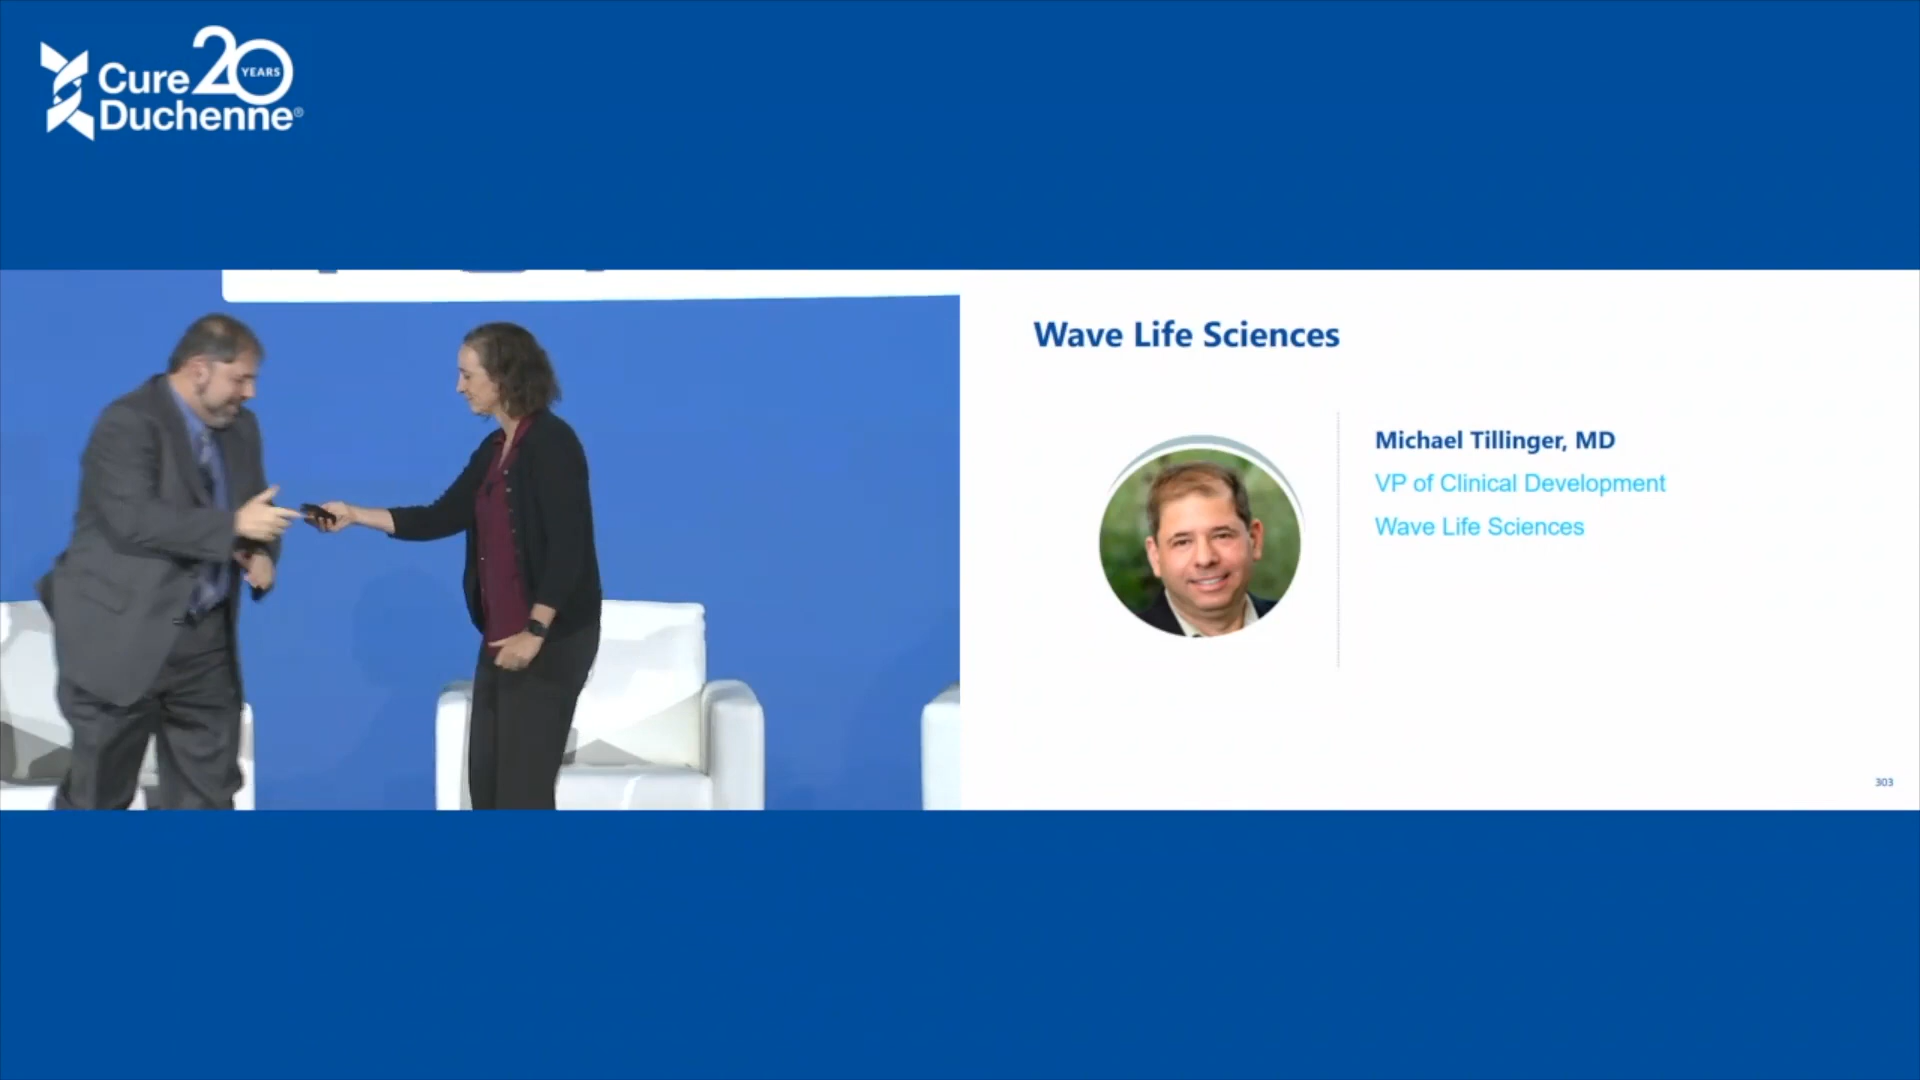 Cure 20 YEARS
Duchenne®
Wave Life Sciences
Michael Tillinger, MD
VP of Clinical Development
Wave Life Sciences
303